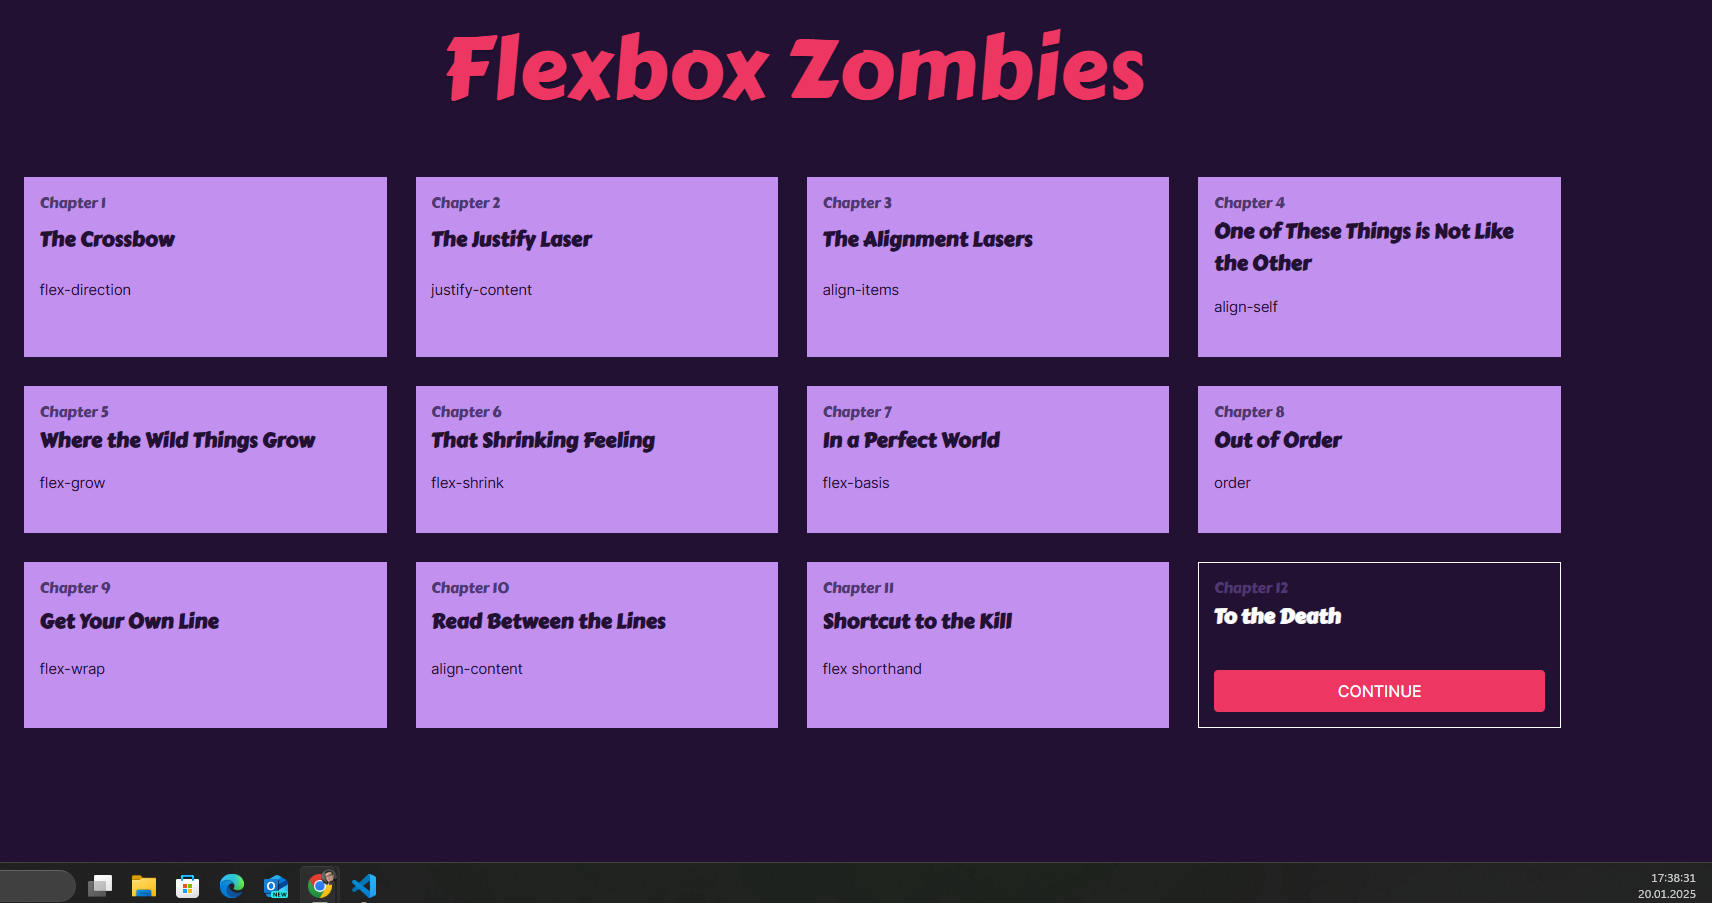 Flexbox Zombies
Chapter 1
The Crossbow
flex-direction
Chapter 2
The Justify Laser
justify-content
Chapter 3
The Alignment Lasers
align-items
Chapter 4
One of These Things is Not Like
the Other
align-self
Chapter 5
Where the Wild Things Grow
flex-grow
Chapter 6
That Shrinking Feeling
flex-shrink
Chapter 7
In a Perfect World
flex-basis
Chapter 8
Out of Order
order
Chapter 9
Get Your Own Line
flex-wrap
Chapter 10
Read Between the Lines
align-content
Chapter 11
Shortcut to the Kill
flex shorthand
Chapter 12
To the Death
CONTINUE
O
NEW
17:38:31
20.01.2025